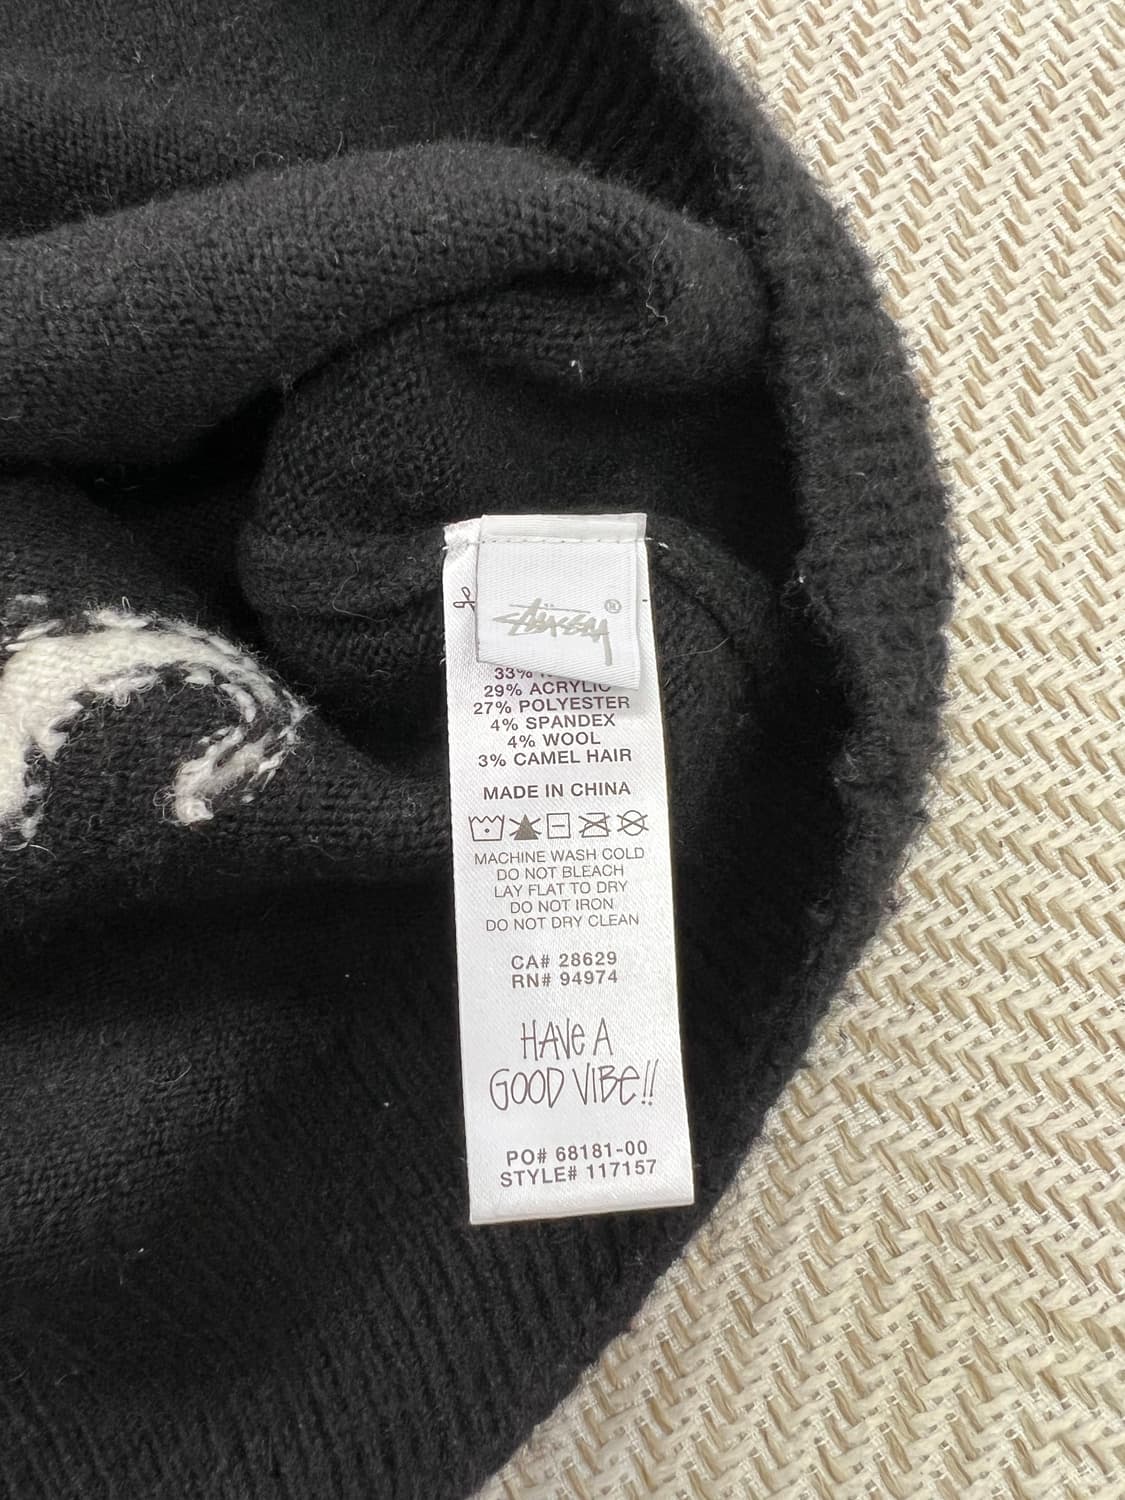 Stüssy®
33%
29% ACRYLIC
27% POLYESTER
4% SPANDEX
4% WOOL
3% CAMEL HAIR
MADE IN CHINA
MACHINE WASH COLD
DO NOT BLEACH
LAY FLAT TO DRY
DO NOT IRON
DO NOT DRY CLEAN
CA# 28629
RN# 94974
HAVE A
GOOD VIBE!!
PO# 68181-00
STYLE# 117157